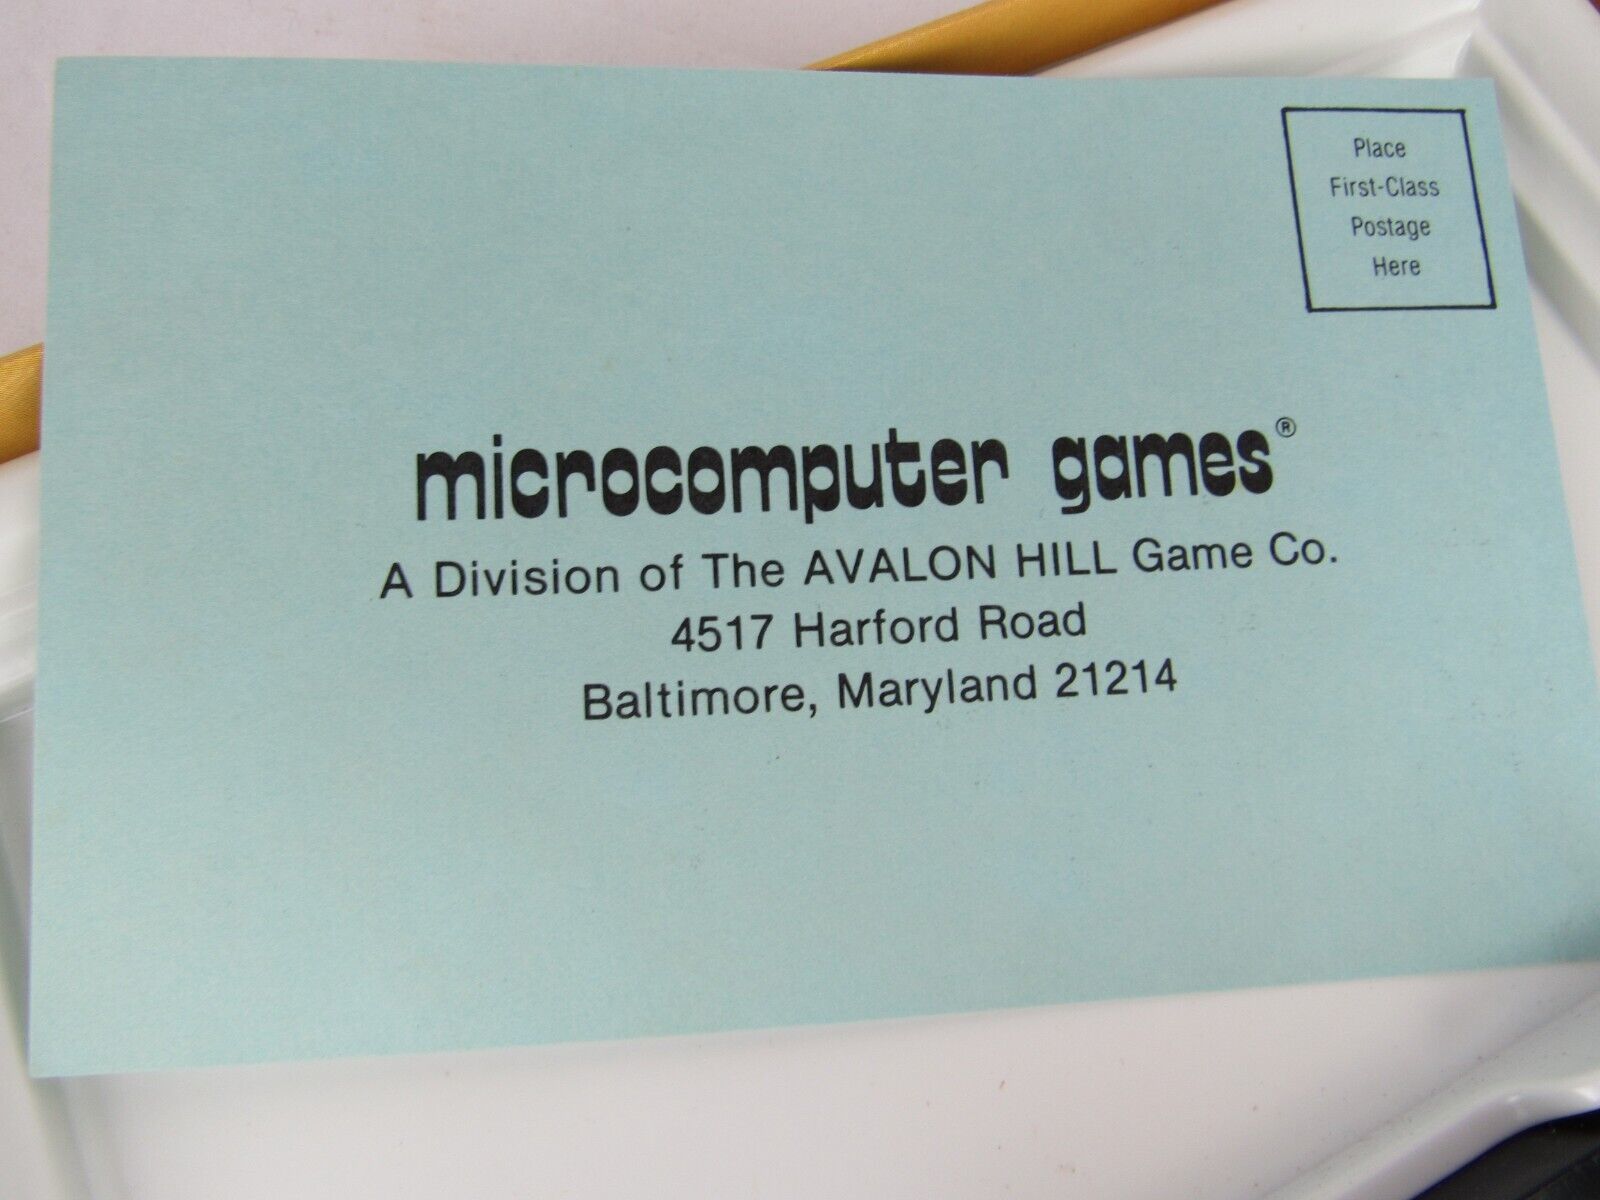 Place
First-Class
Postage
Here
microcomputer games®
A Division of The AVALON HILL Game Co.
4517 Harford Road
Baltimore, Maryland 21214